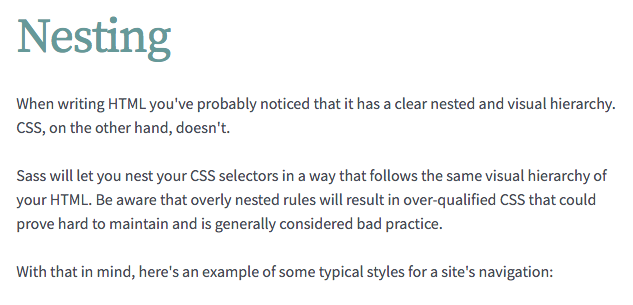 Nesting
When writing HTML you've probably noticed that it has a clear nested and visual hierarchy.
CSS, on the other hand, doesn't.
Sass will let you nest your CSS selectors in a way that follows the same visual hierarchy of
your HTML. Be aware that overly nested rules will result in over-qualified CSS that could
prove hard to maintain and is generally considered bad practice.
With that in mind, here's an example of some typical styles for a site's navigation: